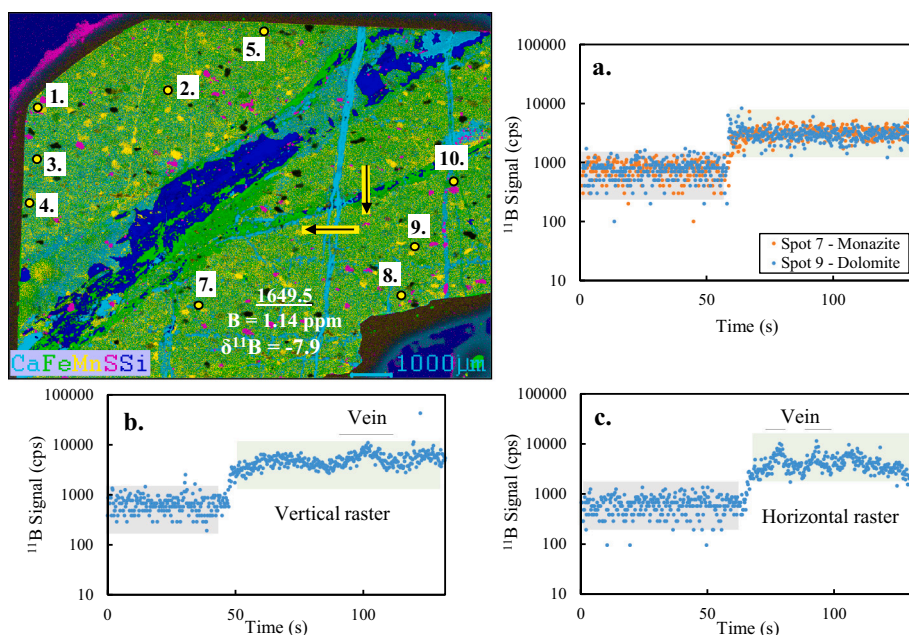 5.
1.
2.
3.
4.
10.
9.
8.
7.
1649.5
B = 1.14 ppm
δ¹¹B = -7.9
CaFeMnSSi
1000µm
a.
¹¹B Signal (cps)
100000
10000
1000
100
10
0
50
100
Spot 7 - Monazite
Spot 9 - Dolomite
Time (s)
b.
¹¹B Signal (cps)
100000
10000
1000
100
10
0
50
100
Vein
Vertical raster
Time (s)
c.
¹¹B Signal (cps)
100000
10000
1000
100
10
0
50
100
Vein
Horizontal raster
Time (s)